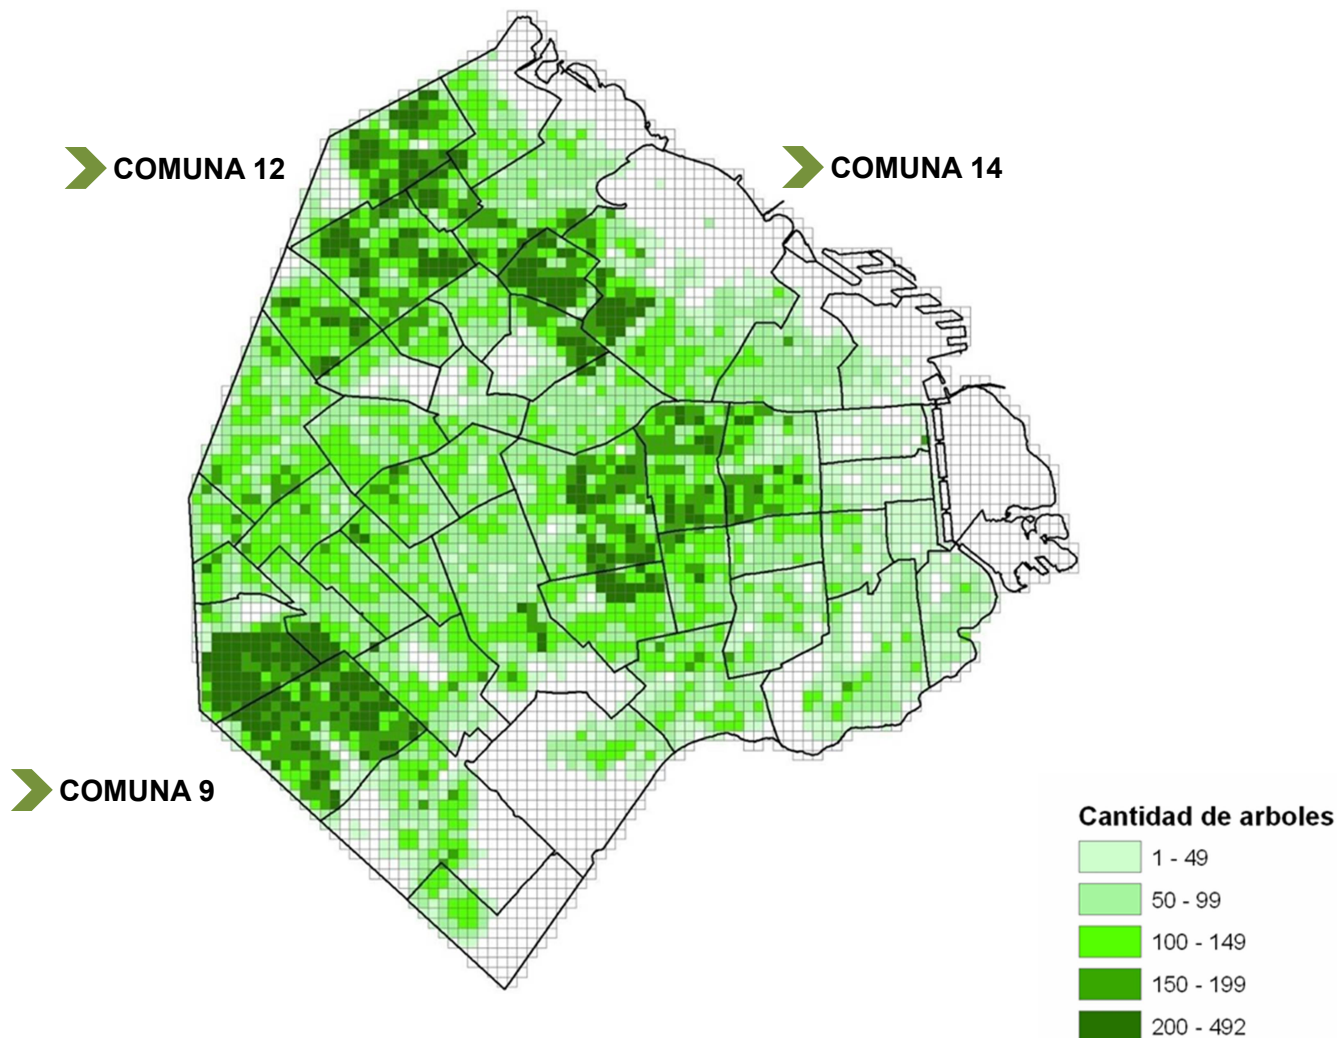 COMUNA 12
COMUNA 14
COMUNA 9
Cantidad de arboles
1 - 49
50 - 99
100 - 149
150 - 199
200 - 492